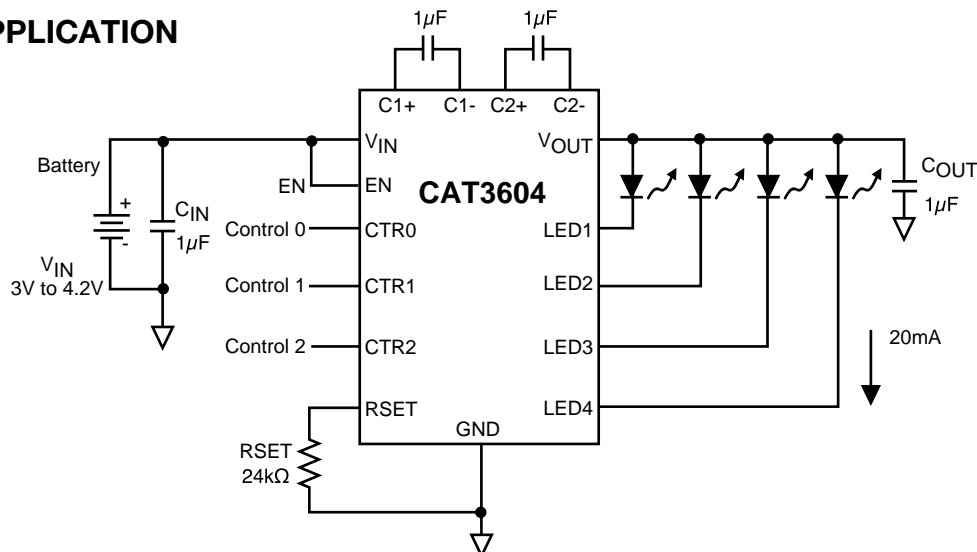 PPLICATION
1µF
1µF
C1+ C1- C2+ C2-
VIN
VOUT
Battery
EN
EN
CAT3604
COUT
1µF
+
-
CIN
1µF
Control 0
CTR0
LED1
VIN
3V to 4.2V
Control 1
CTR1
LED2
Control 2
CTR2
LED3
20mA
RSET
LED4
GND
RSET
24kΩ